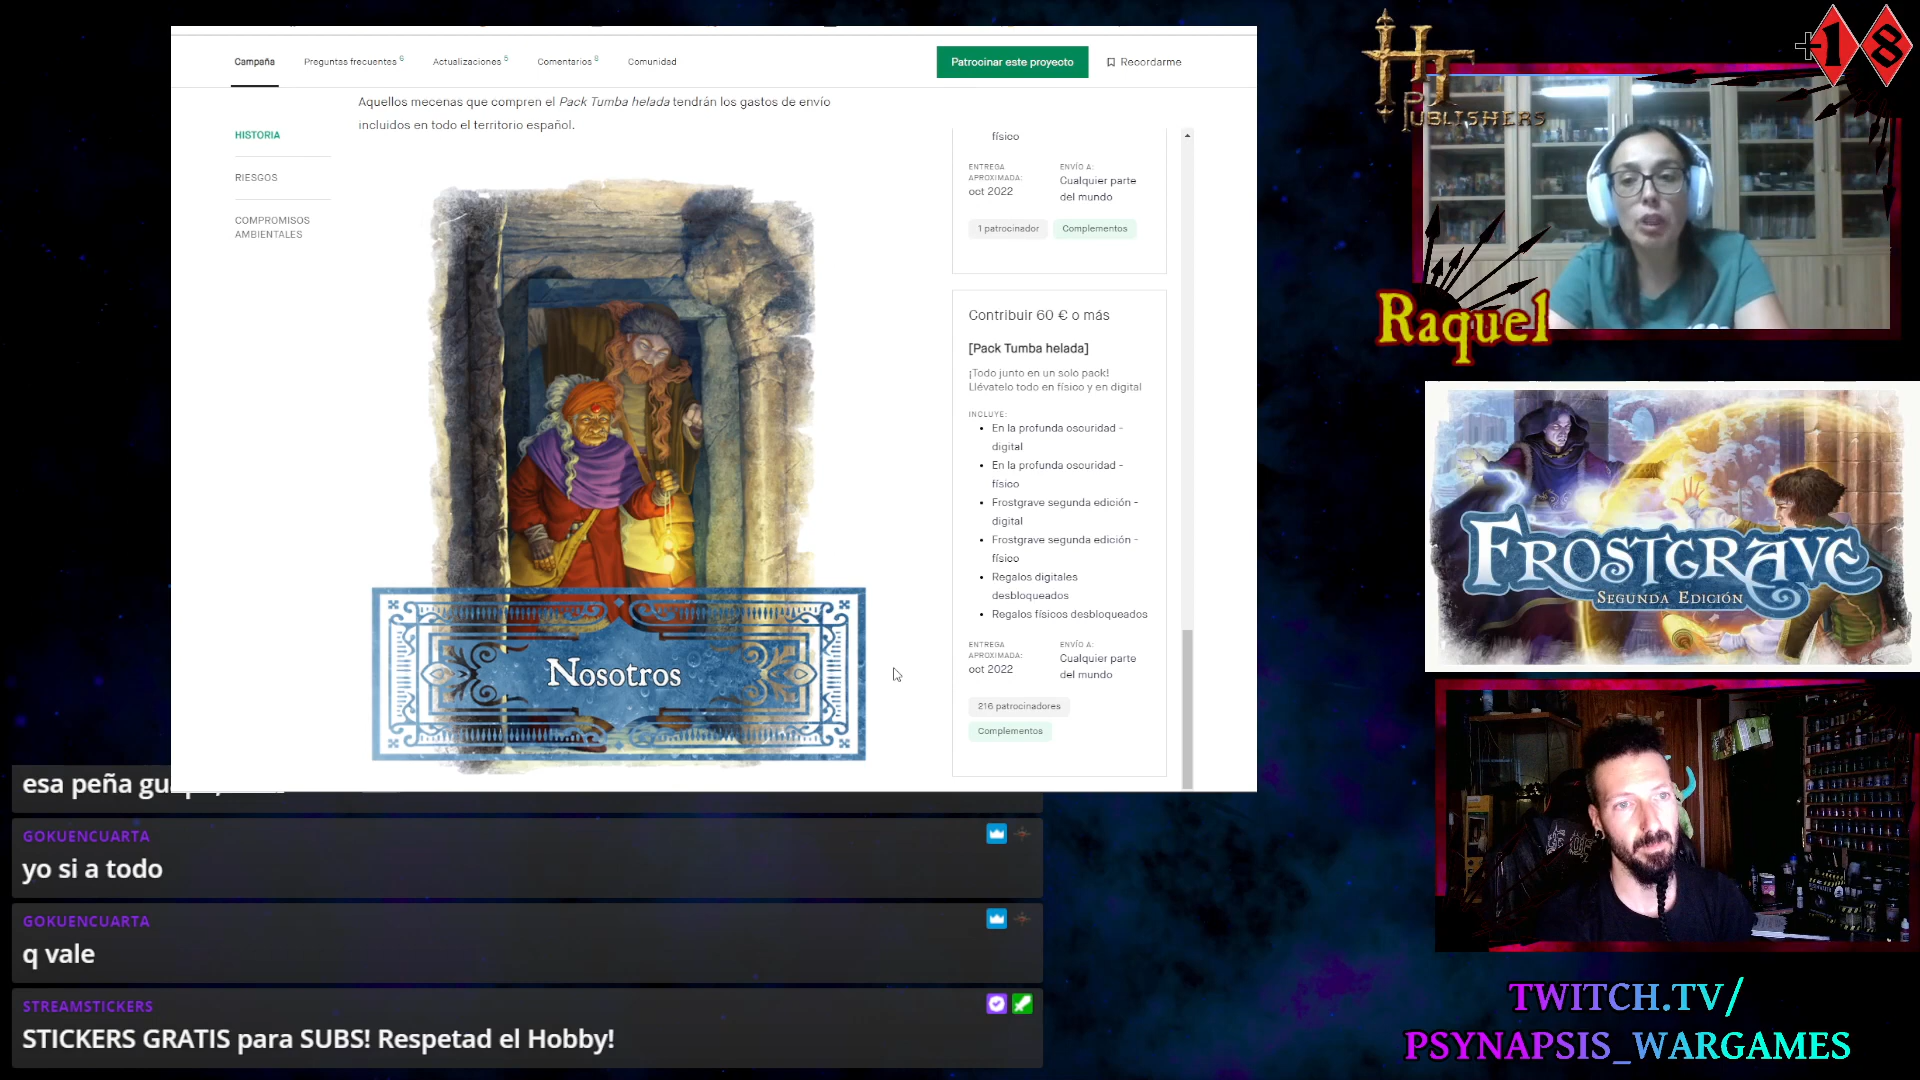 Campaña
Preguntas frecuentes 6
Actualizaciones 5
Comentarios 8
Comunidad
Patrocinar este proyecto
Recordarme
HISTORIA
RIESGOS
COMPROMISOS
AMBIENTALES
Aquellos mecenas que compren el Pack Tumba helada tendrán los gastos de envío
incluidos en todo el territorio español.
Nosotros
físico
ENTREGA
APROXIMADA:
oct 2022
ENVÍO A:
Cualquier parte
del mundo
1 patrocinador
Complementos
Contribuir 60 € o más
[Pack Tumba helada]
¡Todo junto en un solo pack!
Llévatelo todo en físico y en digital
INCLUYE:
• En la profunda oscuridad -
digital
• En la profunda oscuridad -
físico
• Frostgrave segunda edición -
digital
• Frostgrave segunda edición -
físico
• Regalos digitales
desbloqueados
• Regalos físicos desbloqueados
ENTREGA
APROXIMADA:
oct 2022
ENVÍO A:
Cualquier parte
del mundo
216 patrocinadores
Complementos
HT
PUBLISHERS
+18
Raquel
FROSTGRAVE
SEGUNDA EDICIÓN
esa peña
GOKUENCUARTA
yo si a todo
GOKUENCUARTA
q vale
STREAMSTICKERS
STICKERS GRATIS para SUBS! Respetad el Hobby!
TWITCH.TV/
PSYNAPSIS_WARGAMES